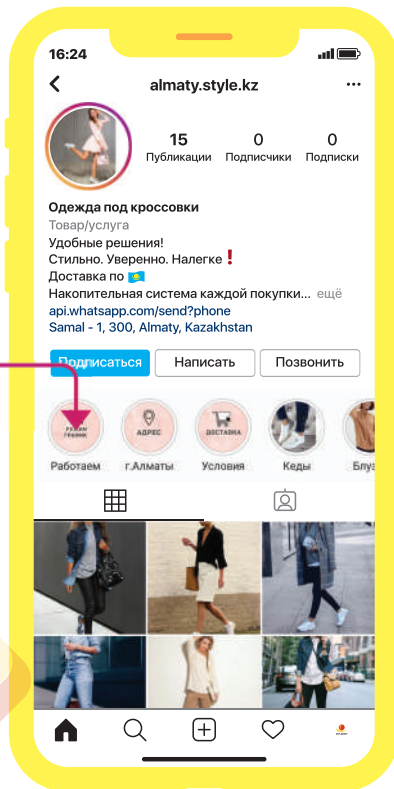 16:24
almaty.style.kz
15 0 0
Публикации Подписчики Подписки
Одежда под кроссовки
Товар/услуга
Удобные решения!
Стильно. Уверенно. Налегке❗
Доставка по 🇰🇿
Накопительная система каждой покупки... ещё
api.whatsapp.com/send?phone
Samal - 1, 300, Almaty, Kazakhstan
Подписаться Написать Позвонить
ГРАФИК АДРЕС ДОСТАВКА
Работаем г.Алматы Условия Кеды Блуз